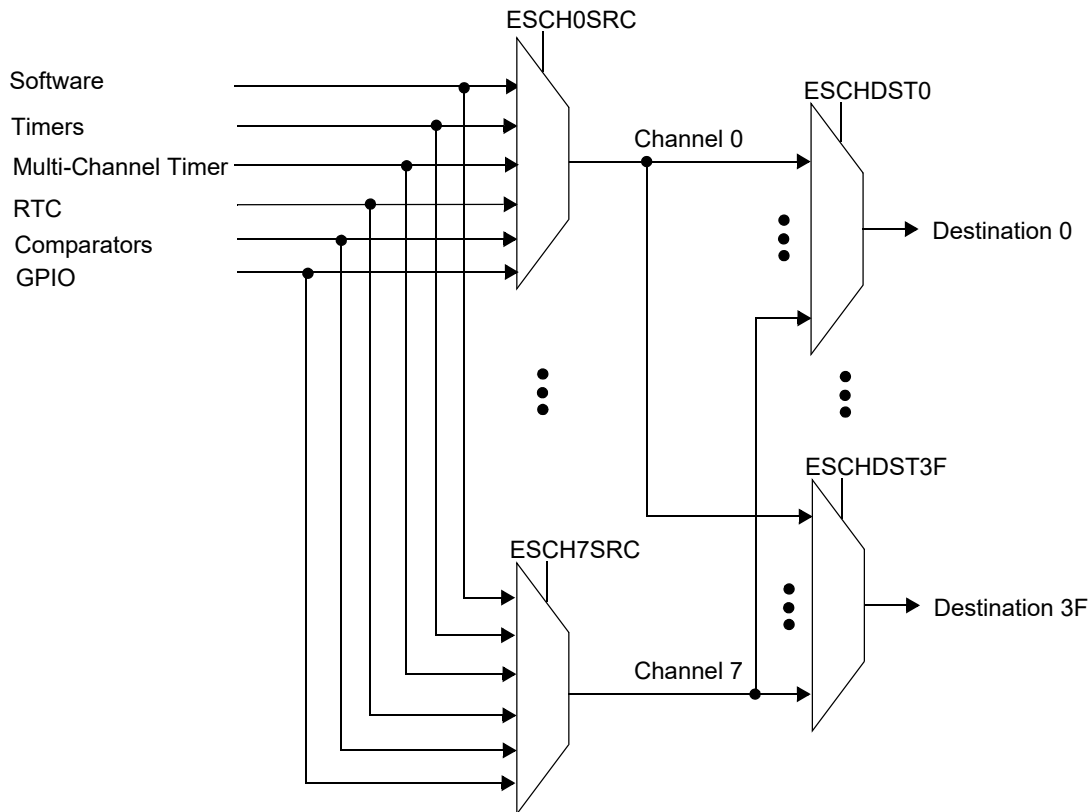 ESCH0SRC
Software
Timers
Multi-Channel Timer
RTC
Comparators
GPIO
ESCHDST0
Channel 0
Destination 0
ESCHDST3F
ESCH7SRC
Destination 3F
Channel 7